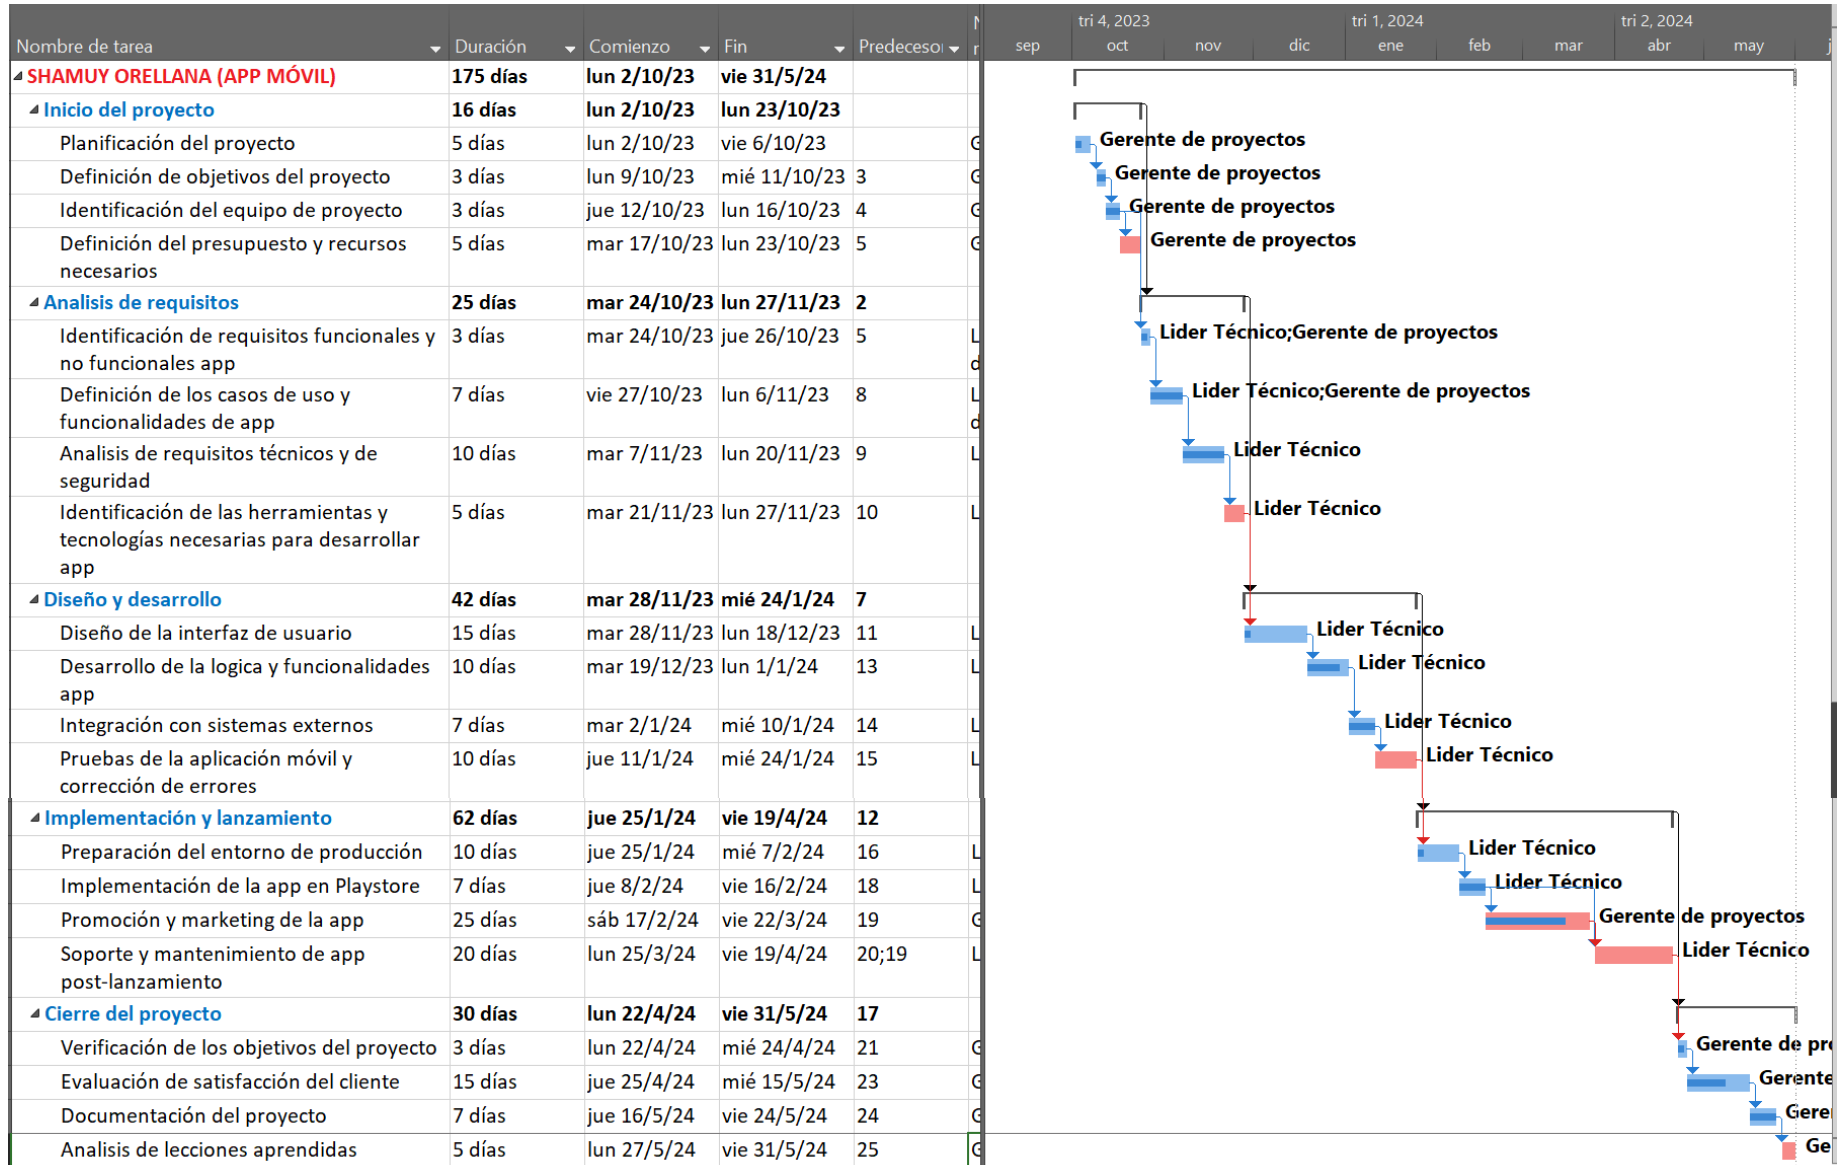 tri 4, 2023 tri 1, 2024 tri 2, 2024
Nombre de tarea Duración Comienzo Fin Predecesor sep oct nov dic ene feb mar abr may
SHAMUY ORELLANA (APP MÓVIL) 175 días lun 2/10/23 vie 31/5/24
Inicio del proyecto 16 días lun 2/10/23 lun 23/10/23
Planificación del proyecto 5 días lun 2/10/23 vie 6/10/23 Gerente de proyectos
Definición de objetivos del proyecto 3 días lun 9/10/23 mié 11/10/23 3 Gerente de proyectos
Identificación del equipo de proyecto 3 días jue 12/10/23 lun 16/10/23 4 Gerente de proyectos
Definición del presupuesto y recursos 5 días mar 17/10/23 lun 23/10/23 5 Gerente de proyectos
necesarios
Analisis de requisitos 25 días mar 24/10/23 lun 27/11/23 2
Identificación de requisitos funcionales y 3 días mar 24/10/23 jue 26/10/23 5 Lider Técnico;Gerente de proyectos
no funcionales app
Definición de los casos de uso y 7 días vie 27/10/23 lun 6/11/23 8 Lider Técnico;Gerente de proyectos
funcionalidades de app
Analisis de requisitos técnicos y de 10 días mar 7/11/23 lun 20/11/23 9 Lider Técnico
seguridad
Identificación de las herramientas y 5 días mar 21/11/23 lun 27/11/23 10 Lider Técnico
tecnologías necesarias para desarrollar
app
Diseño y desarrollo 42 días mar 28/11/23 mié 24/1/24 7
Diseño de la interfaz de usuario 15 días mar 28/11/23 lun 18/12/23 11 Lider Técnico
Desarrollo de la logica y funcionalidades 10 días mar 19/12/23 lun 1/1/24 13 Lider Técnico
app
Integración con sistemas externos 7 días mar 2/1/24 mié 10/1/24 14 Lider Técnico
Pruebas de la aplicación móvil y 10 días jue 11/1/24 mié 24/1/24 15 Lider Técnico
corrección de errores
Implementación y lanzamiento 62 días jue 25/1/24 vie 19/4/24 12
Preparación del entorno de producción 10 días jue 25/1/24 mié 7/2/24 16 Lider Técnico
Implementación de la app en Playstore 7 días jue 8/2/24 vie 16/2/24 18 Lider Técnico
Promoción y marketing de la app 25 días sáb 17/2/24 vie 22/3/24 19 Gerente de proyectos
Soporte y mantenimiento de app 20 días lun 25/3/24 vie 19/4/24 20;19 Lider Técnico
post-lanzamiento
Cierre del proyecto 30 días lun 22/4/24 vie 31/5/24 17
Verificación de los objetivos del proyecto 3 días lun 22/4/24 mié 24/4/24 21 Gerente de pro
Evaluación de satisfacción del cliente 15 días jue 25/4/24 mié 15/5/24 23 Gerente
Documentación del proyecto 7 días jue 16/5/24 vie 24/5/24 24 Gere
Analisis de lecciones aprendidas 5 días lun 27/5/24 vie 31/5/24 25 Ge